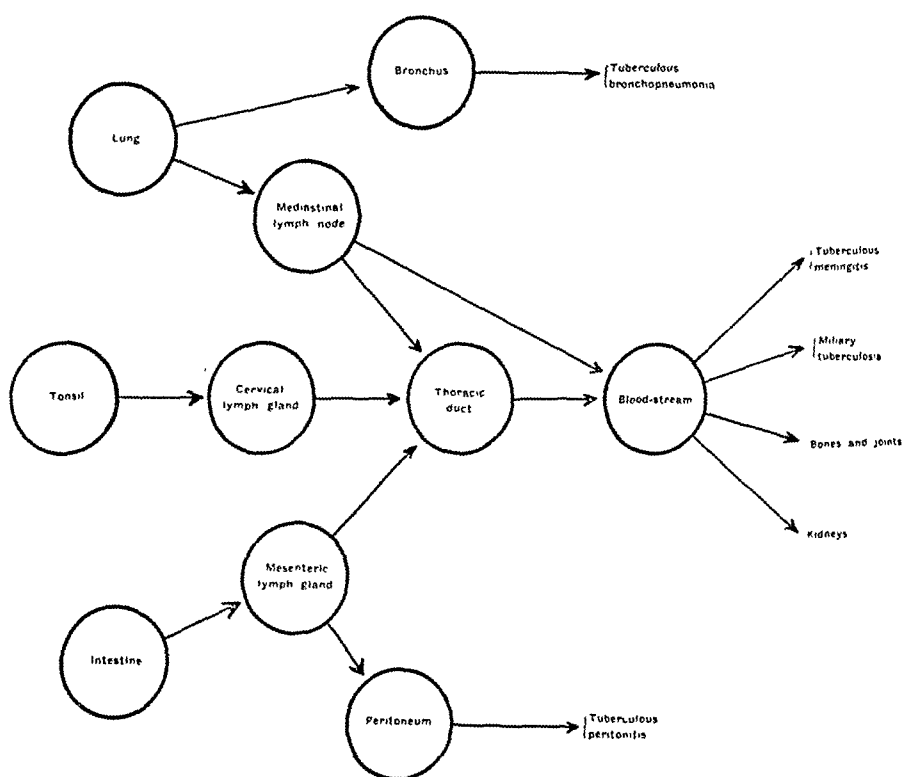 Bronchus
{Tuberculous
bronchopneumonia
Lung
Mediastinal
lymph node
{Tuberculous
meningitis
{Miliary
tuberculosis
Tonsil
Cervical
lymph gland
Thoracic
duct
Blood-stream
Bones and joints
Kidneys
Mesenteric
lymph gland
Intestine
Peritoneum
{Tuberculous
peritonitis